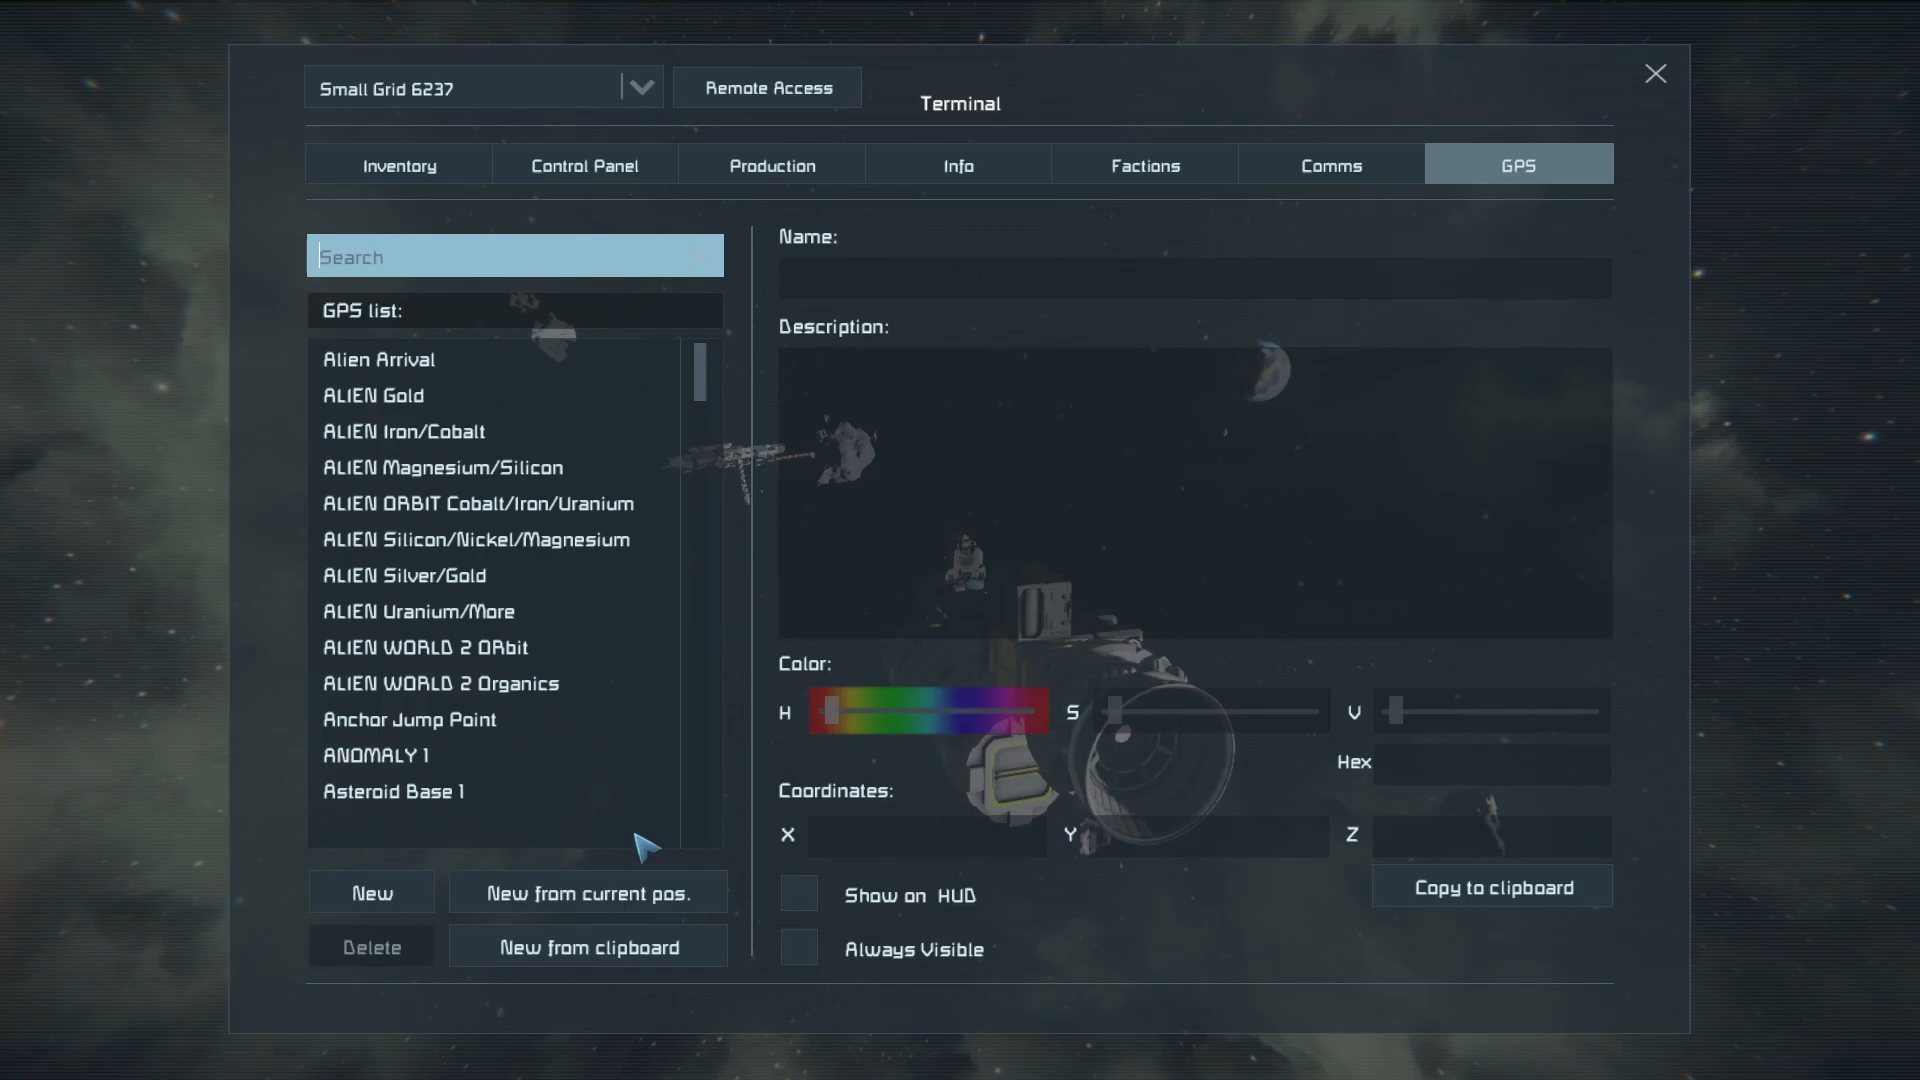 Small Grid 6237
Remote Access
Terminal
Inventory
Control Panel
Production
Info
Factions
Comms
GPS
Search
GPS list:
Alien Arrival
ALIEN Gold
ALIEN Iron/Cobalt
ALIEN Magnesium/Silicon
ALIEN ORBIT Cobalt/Iron/Uranium
ALIEN Silicon/Nickel/Magnesium
ALIEN Silver/Gold
ALIEN Uranium/More
ALIEN WORLD 2 ORbit
ALIEN WORLD 2 Organics
Anchor Jump Point
ANOMALY 1
Asteroid Base 1
New
New from current pos.
Delete
New from clipboard
Name:
Description:
Color:
H
S
V
Hex
Coordinates:
X
Y
Z
Show on HUD
Copy to clipboard
Always Visible